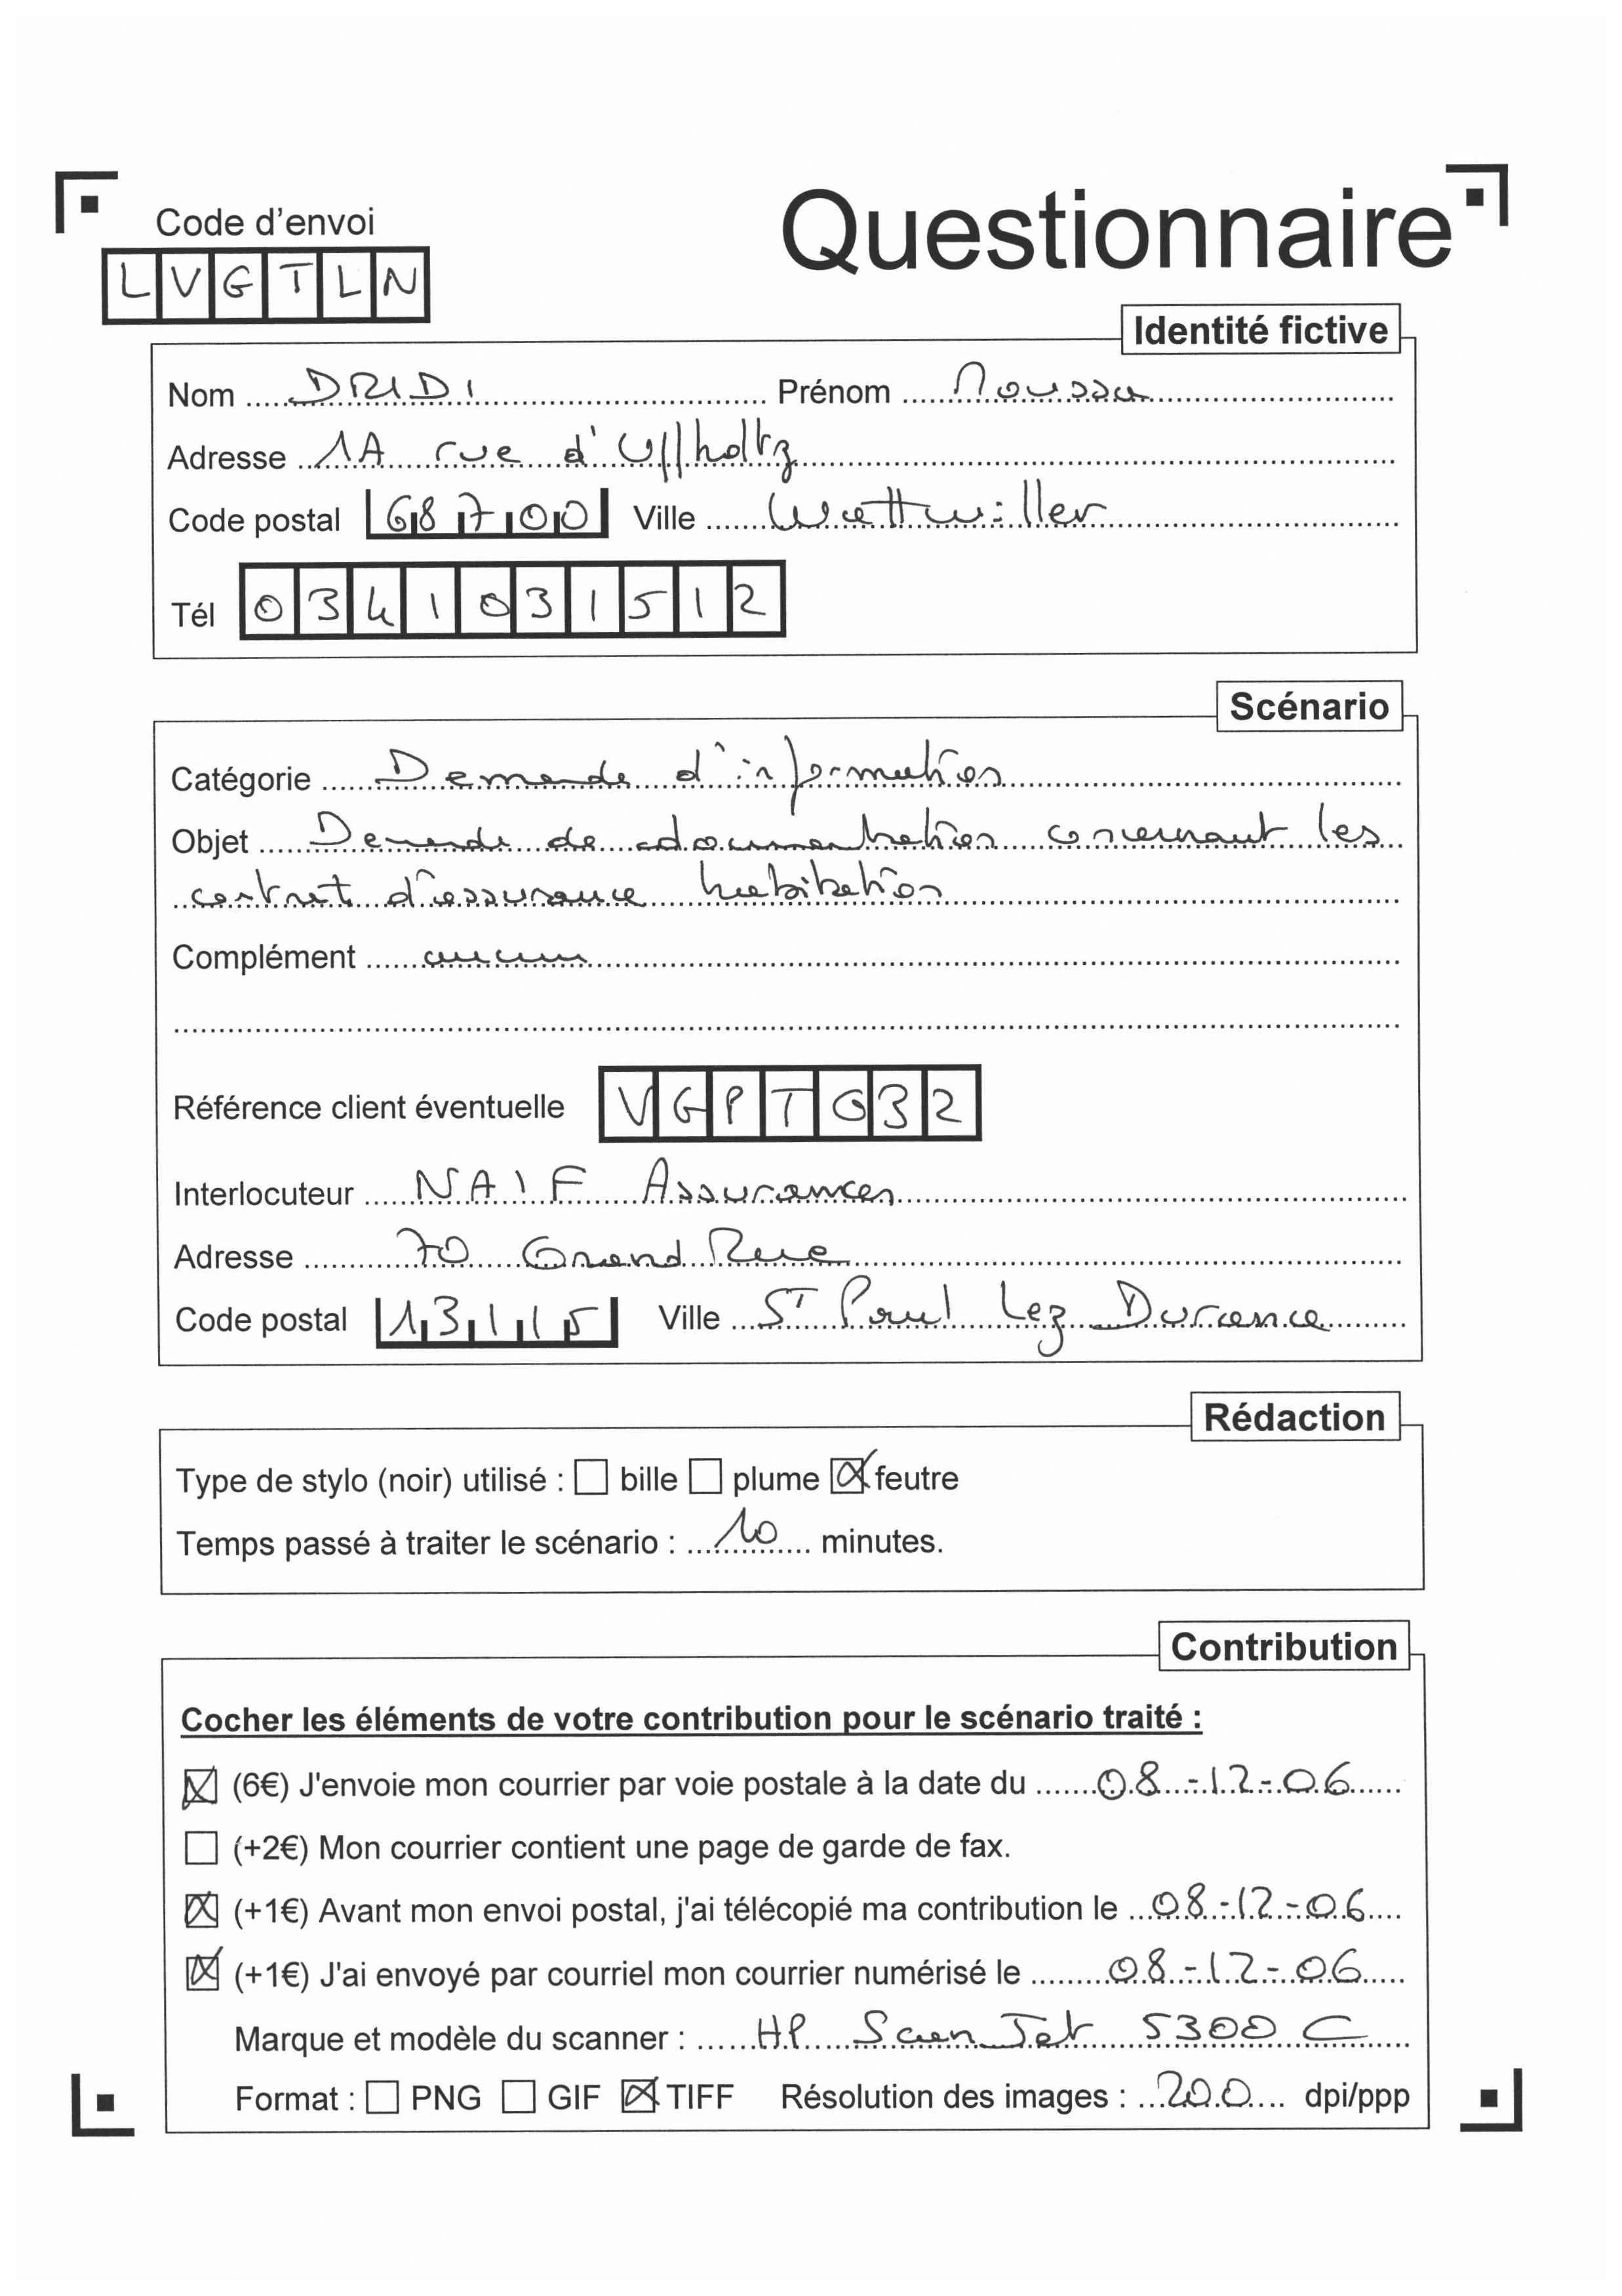 Code d'envoi
Questionnaire
LVGTLN
Identité fictive
Nom DRIDI Prénom Moussa
Adresse 1A rue d'Uffholtz
Code postal 68700 Ville Wattwiller
Tél 0341031512
Scénario
Catégorie Demande d'information
Objet Demande de documentation concernant les
contrat d'assurance habitation
Complément aucun
Référence client éventuelle VGPTG32
Interlocuteur NAIF Assurances
Adresse 70 Grand Rue
Code postal 13115 Ville St Paul Lez Durance
Rédaction
Type de stylo (noir) utilisé : bille plume feutre
Temps passé à traiter le scénario : 10 minutes.
Contribution
Cocher les éléments de votre contribution pour le scénario traité :
(6€) J'envoie mon courrier par voie postale à la date du 08-12-06
(+2€) Mon courrier contient une page de garde de fax.
(+1€) Avant mon envoi postal, j'ai télécopié ma contribution le 08-12-06
(+1€) J'ai envoyé par courriel mon courrier numérisé le 08-12-06
Marque et modèle du scanner : HP ScanJet 5300 C
Format : PNG GIF TIFF Résolution des images : 200 dpi/ppp